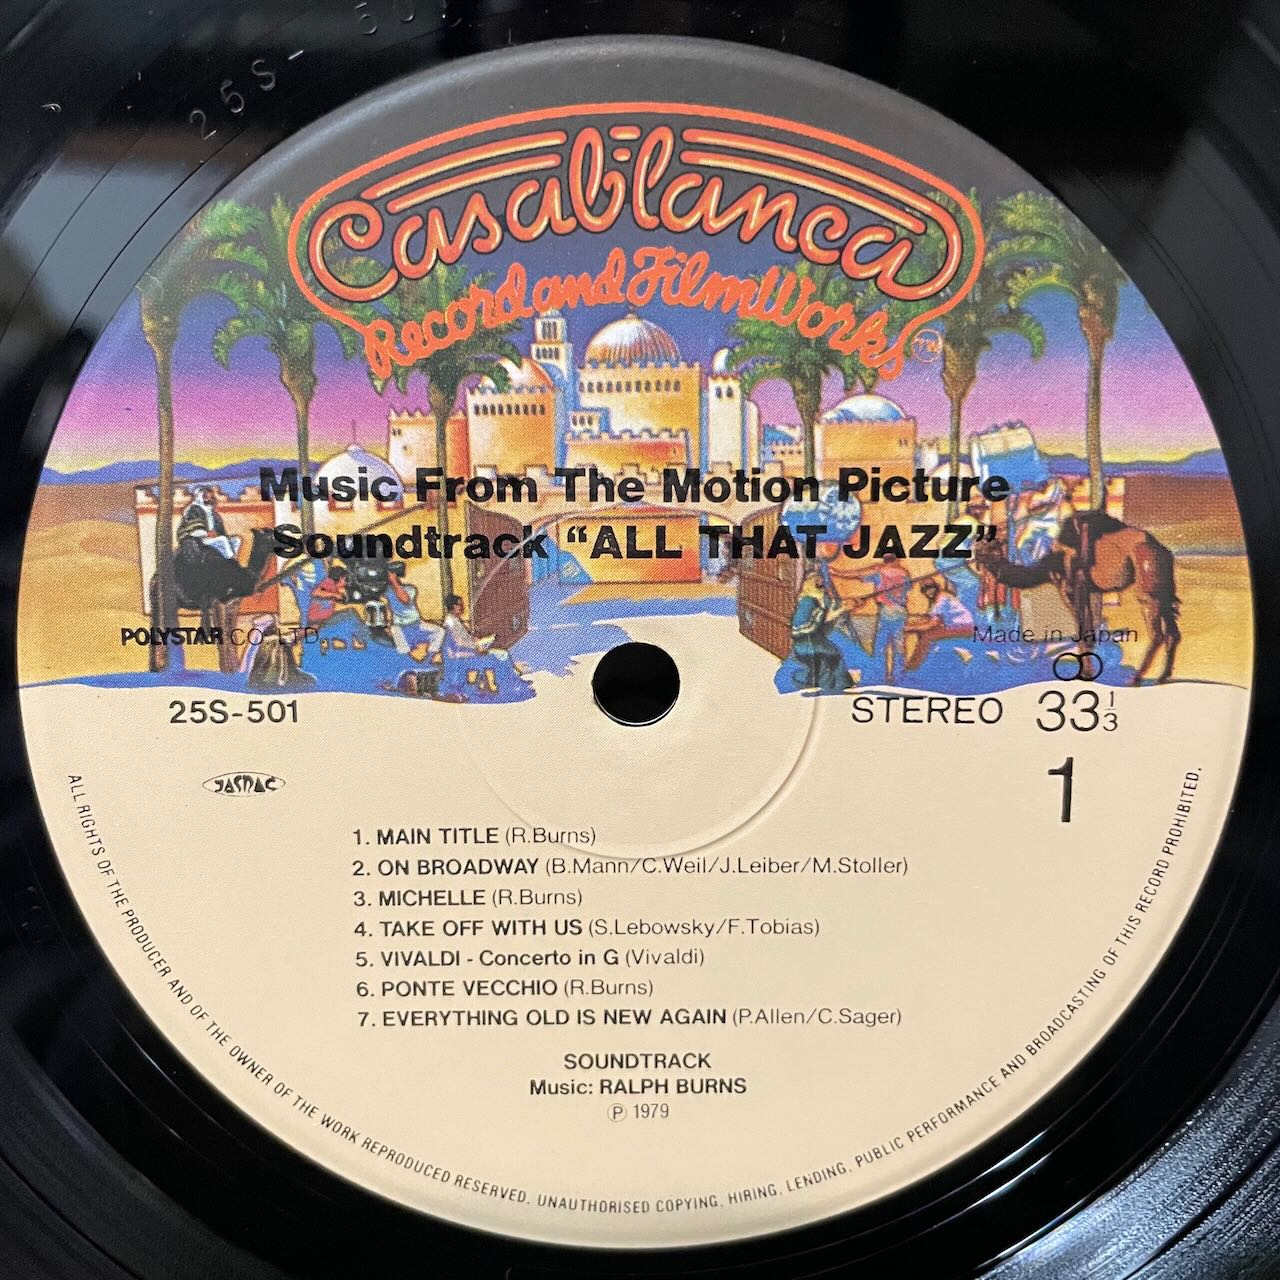 25S-50
Casablanca
Record and FilmWorks
TM
Music From The Motion Picture
Soundtrack “ALL THAT JAZZ”
POLYSTAR CO. LTD.
Made in Japan
25S-501
STEREO 33 1/3
JASRAC
1
1. MAIN TITLE (R.Burns)
2. ON BROADWAY (B.Mann/C.Weil/J.Leiber/M.Stoller)
3. MICHELLE (R.Burns)
4. TAKE OFF WITH US (S.Lebowsky/F.Tobias)
5. VIVALDI - Concerto in G (Vivaldi)
6. PONTE VECCHIO (R.Burns)
7. EVERYTHING OLD IS NEW AGAIN (P.Allen/C.Sager)
SOUNDTRACK
Music: RALPH BURNS
Ⓟ 1979
ALL RIGHTS OF THE PRODUCER AND OF THE OWNER OF THE WORK REPRODUCED RESERVED. UNAUTHORISED COPYING, HIRING, LENDING, PUBLIC PERFORMANCE AND BROADCASTING OF THIS RECORD PROHIBITED.